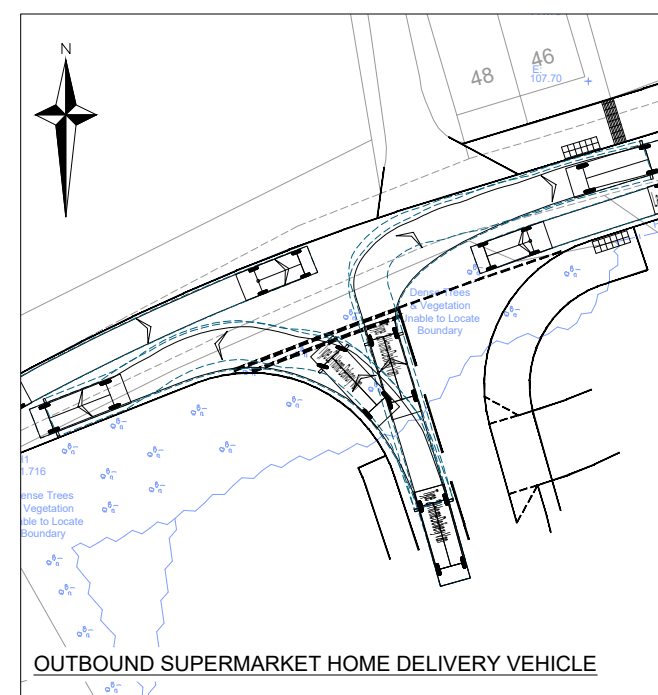 N
48
46
E|
107.70
Dense Trees
& Vegetation
Unable to Locate
Boundary
1.716
ense Trees
Vegetation
ble to Locate
Boundary
OUTBOUND SUPERMARKET HOME DELIVERY VEHICLE